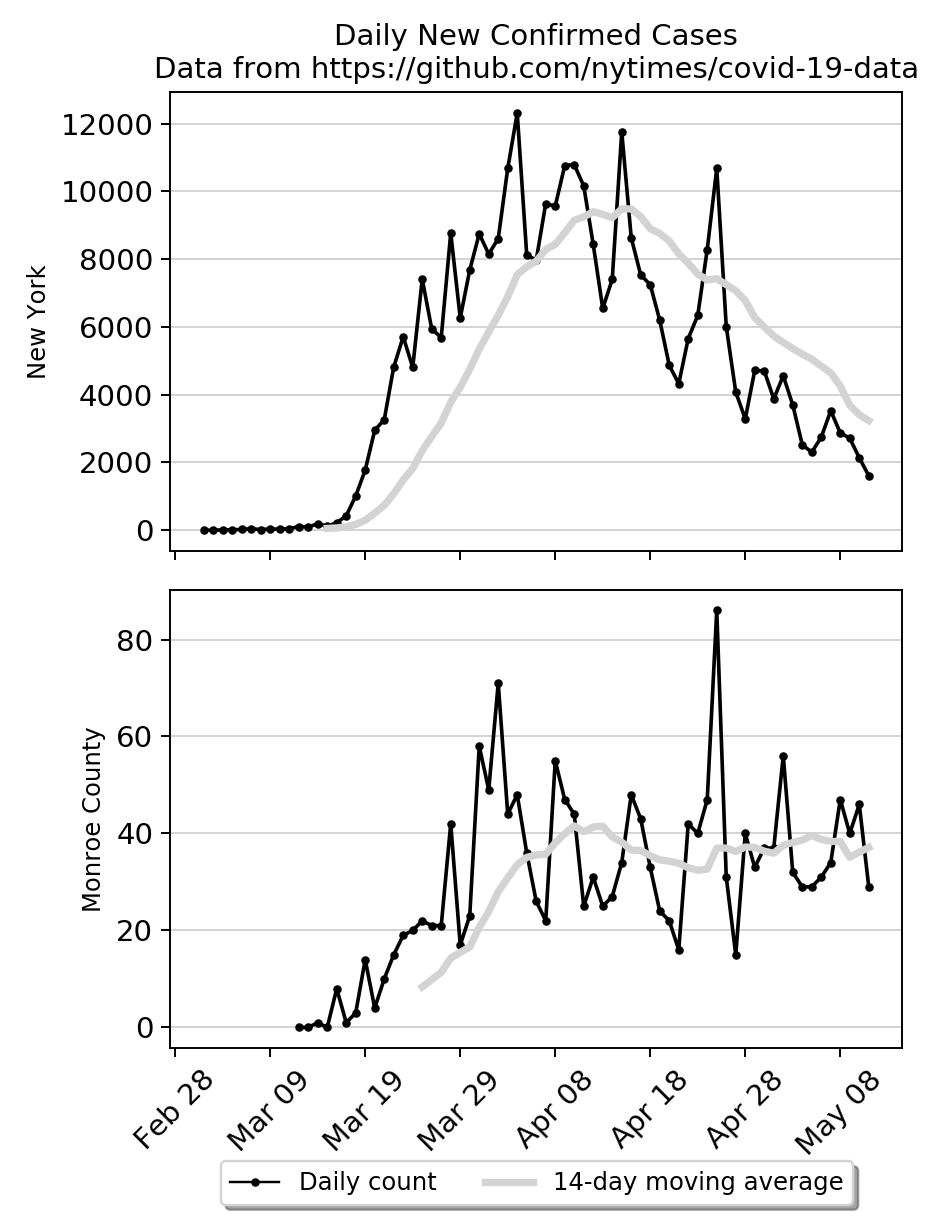 Daily New Confirmed Cases
Data from https://github.com/nytimes/covid-19-data
New York
12000
10000
8000
6000
4000
2000
0
Monroe County
80
60
40
20
0
Feb 28
Mar 09
Mar 19
Mar 29
Apr 08
Apr 18
Apr 28
May 08
Daily count
14-day moving average